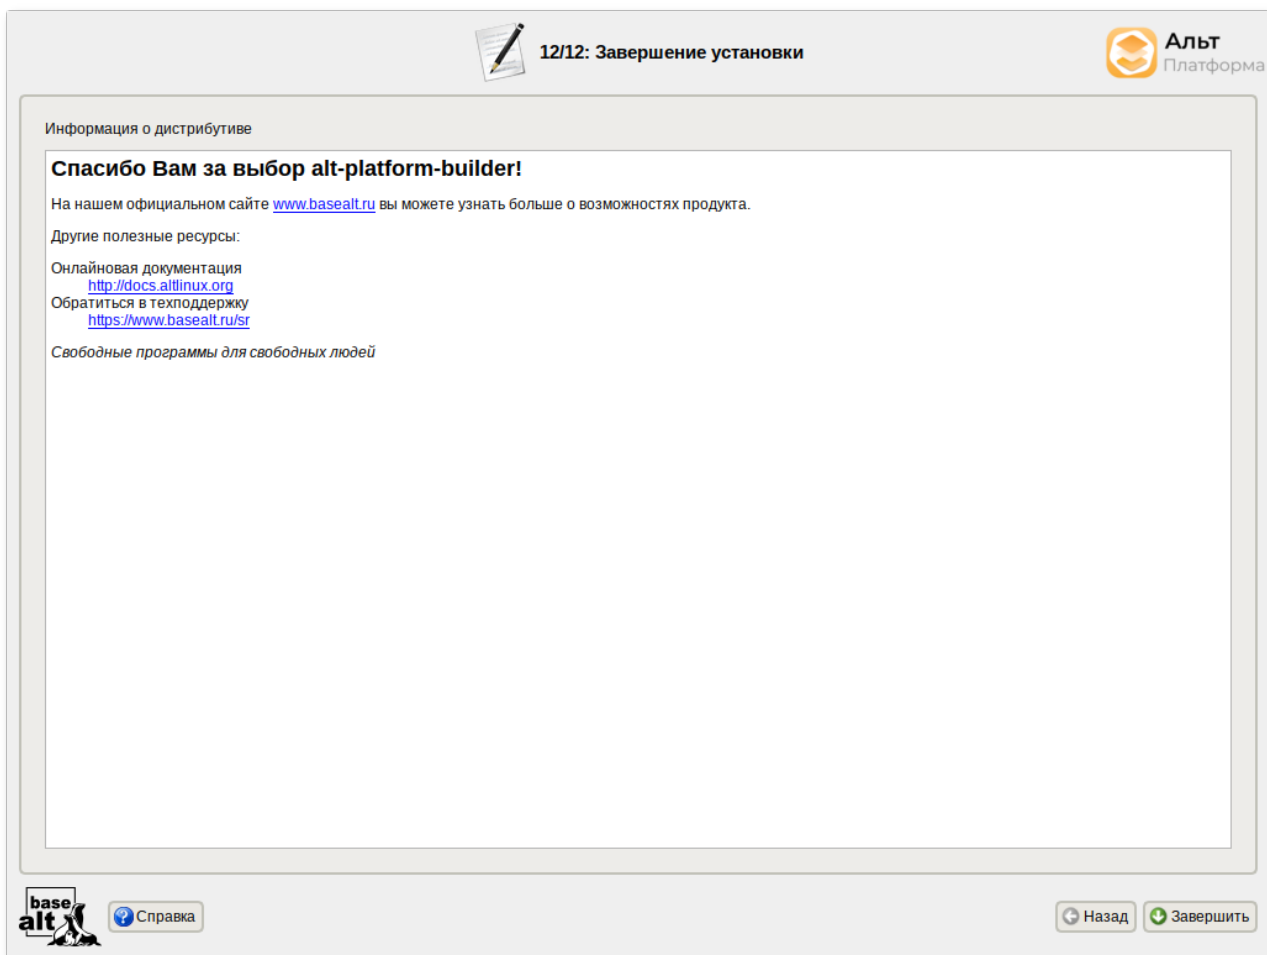 12/12: Завершение установки
Альт
Платформа
Информация о дистрибутиве
Спасибо Вам за выбор alt-platform-builder!
На нашем официальном сайте www.basealt.ru вы можете узнать больше о возможностях продукта.
Другие полезные ресурсы:
Онлайновая документация
http://docs.altlinux.org
Обратиться в техподдержку
https://www.basealt.ru/sr
Свободные программы для свободных людей
base
alt
Справка
Назад
Завершить